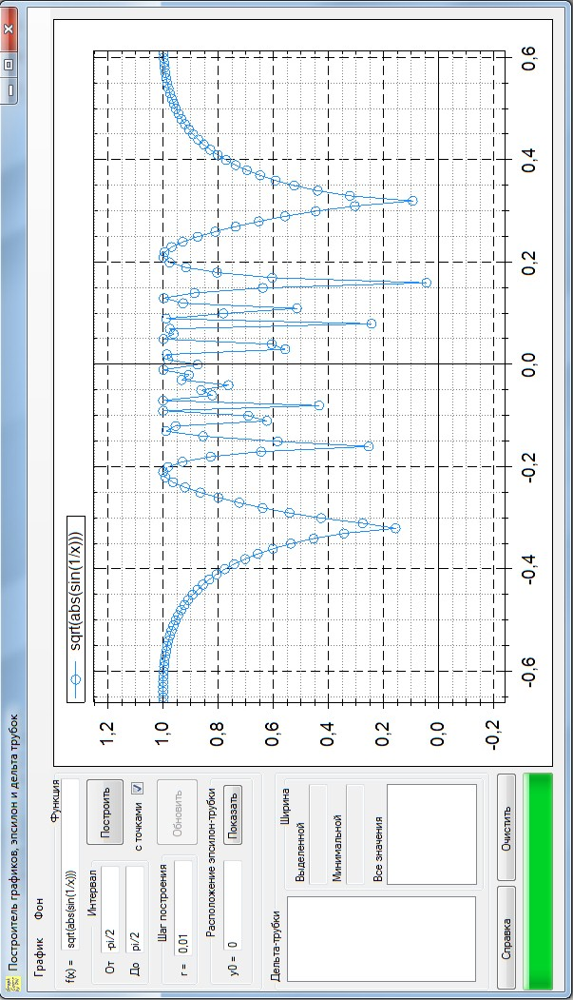 Построитель графиков, эпсилон и дельта трубок
График Фон
Функция
f(x) = sqrt(abs(sin(1/x)))
Интервал
От -pi/2
До pi/2
Построить
с точками
Шаг построения
r = 0,01
Обновить
Расположение эпсилон-трубки
y0 = 0
Показать
Дельта-трубки
Ширина
Выделенной
Минимальной
Все значения
Справка
Очистить
sqrt(abs(sin(1/x)))
1,2
1,0
0,8
0,6
0,4
0,2
0,0
-0,2
-0,6 -0,4 -0,2 0,0 0,2 0,4 0,6